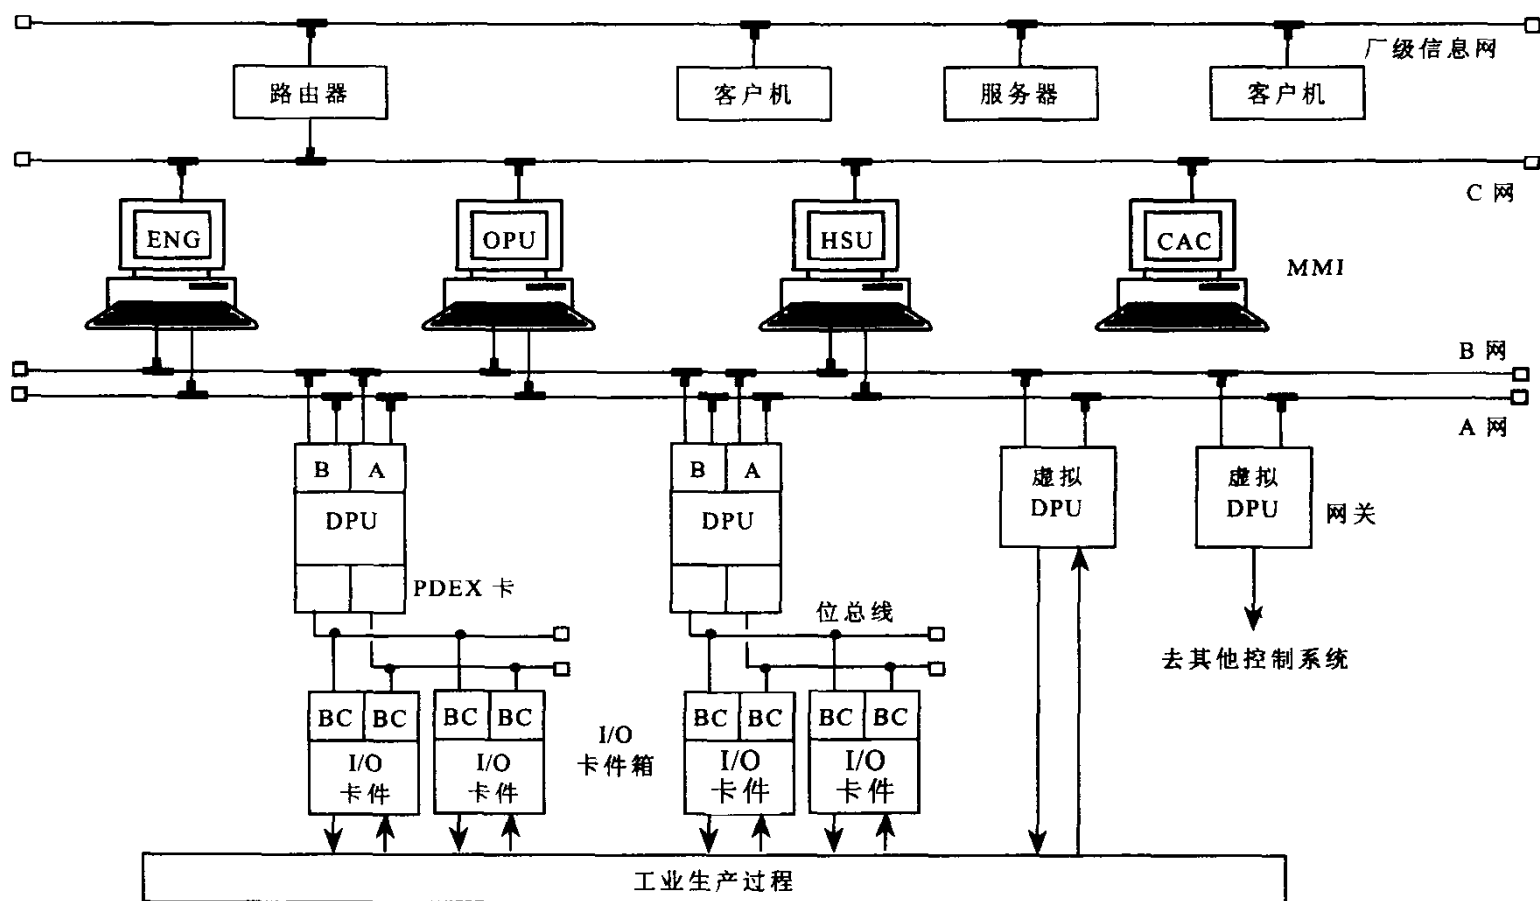 厂级信息网
路由器
客户机
服务器
客户机
C 网
ENG
OPU
HSU
CAC
MMI
B 网
A 网
B
A
DPU
PDEX 卡
B
A
DPU
位总线
虚拟
DPU
虚拟
DPU
网关
去其他控制系统
BC
BC
I/O
卡件
BC
BC
I/O
卡件
I/O
卡件箱
BC
BC
I/O
卡件
BC
BC
I/O
卡件
工业生产过程